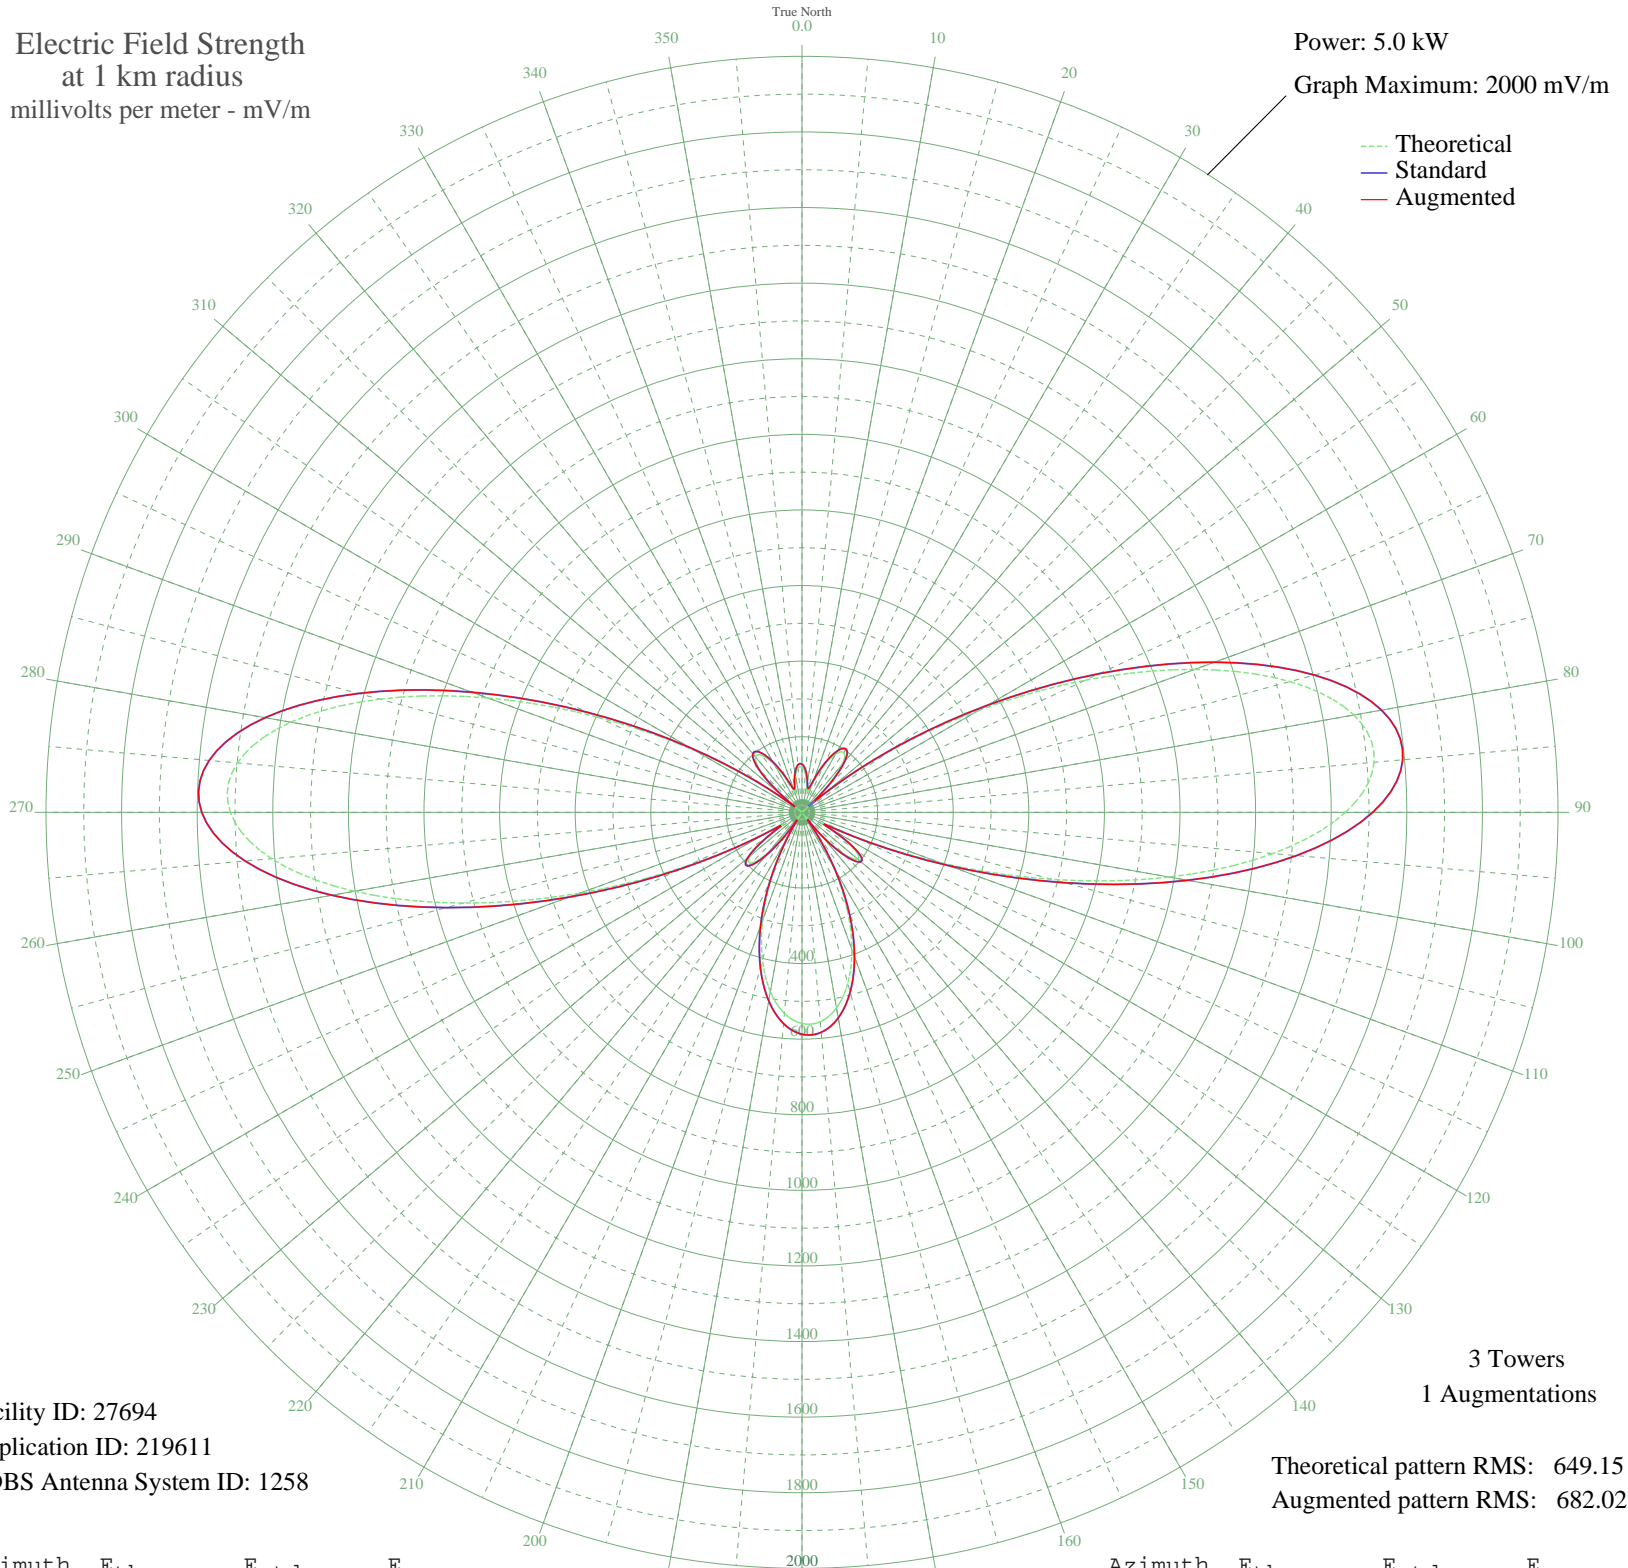 True North
0.0
Electric Field Strength
at 1 km radius
millivolts per meter - mV/m
Power: 5.0 kW
Graph Maximum: 2000 mV/m
Theoretical
Standard
Augmented
10
20
30
40
50
60
70
80
90
100
110
120
130
140
150
160
200
210
220
230
240
250
260
270
280
290
300
310
320
330
340
350
400
600
800
1000
1200
1400
1600
1800
2000
3 Towers
1 Augmentations
cility ID: 27694
plication ID: 219611
DBS Antenna System ID: 1258
Theoretical pattern RMS: 649.15
Augmented pattern RMS: 682.02
imuth E E E
Azimuth E E E